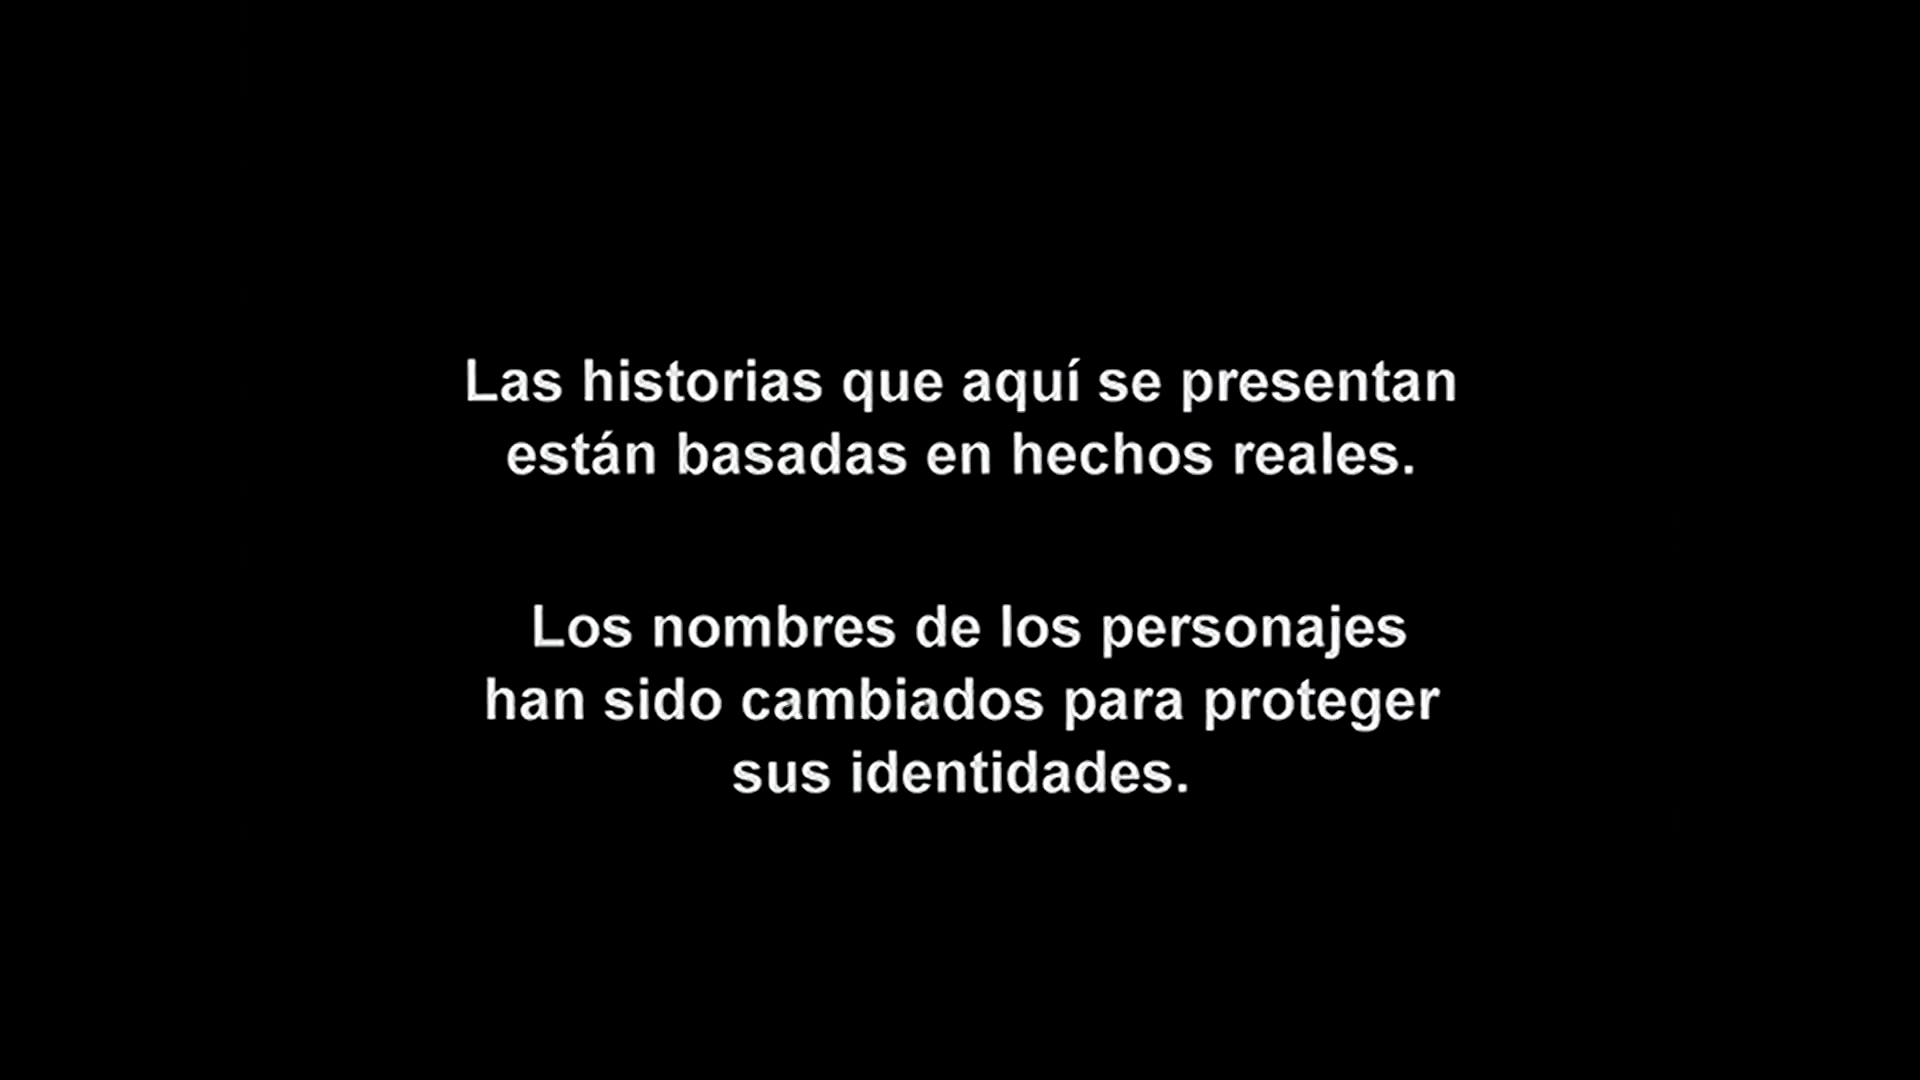 Las historias que aquí se presentan
están basadas en hechos reales.
Los nombres de los personajes
han sido cambiados para proteger
sus identidades.